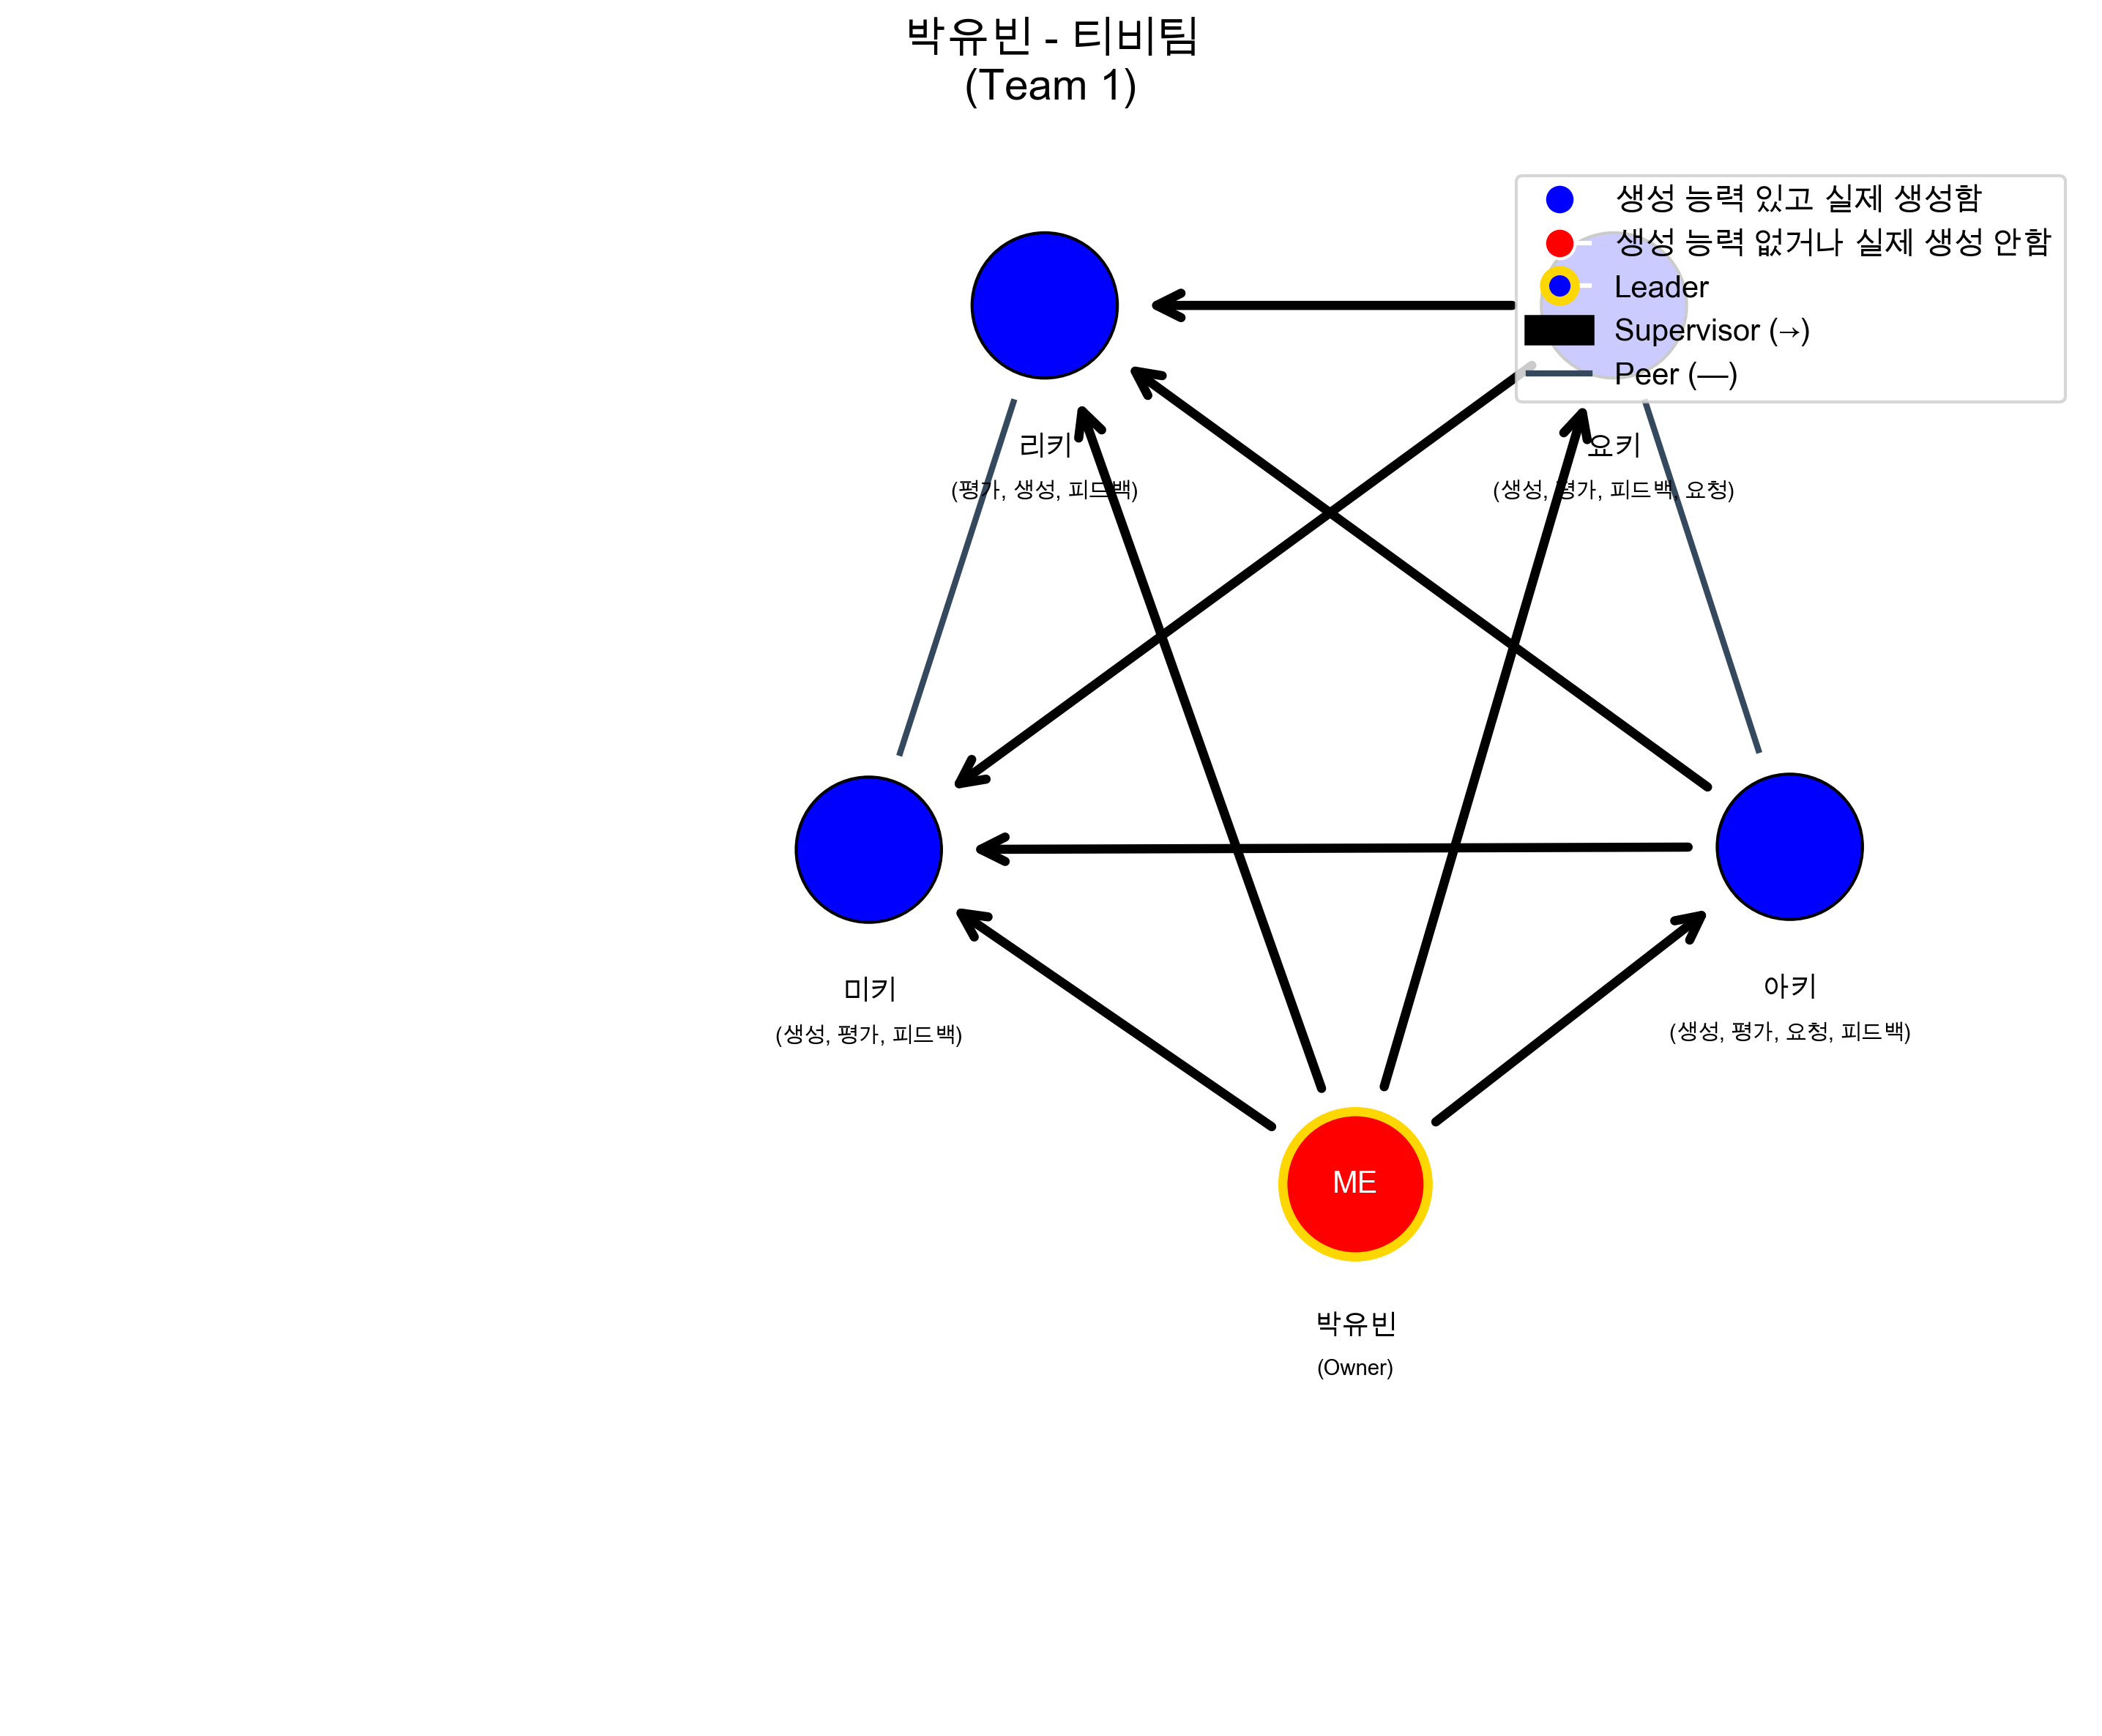 박유빈 - 티비팀
(Team 1)
생성 능력 있고 실제 생성함
생성 능력 없거나 실제 생성 안함
Leader
Supervisor (→)
Peer (—)
리키
(평가, 생성, 피드백)
요키
(생성, 평가, 피드백, 요청)
미키
(생성, 평가, 피드백)
아키
(생성, 평가, 요청, 피드백)
ME
박유빈
(Owner)